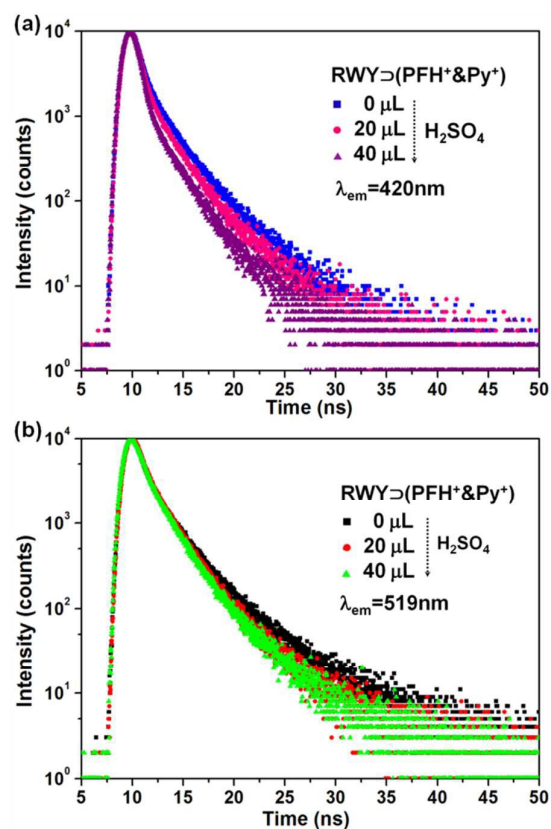 (a)
10⁴
10³
10²
10¹
10⁰
Intensity (counts)
RWY⊃(PFH⁺&Py⁺)
0 μL
20 μL
40 μL
H₂SO₄
λem=420nm
5 10 15 20 25 30 35 40 45 50
Time (ns)
(b)
10⁴
10³
10²
10¹
10⁰
Intensity (counts)
RWY⊃(PFH⁺&Py⁺)
0 μL
20 μL
40 μL
H₂SO₄
λem=519nm
5 10 15 20 25 30 35 40 45 50
Time (ns)